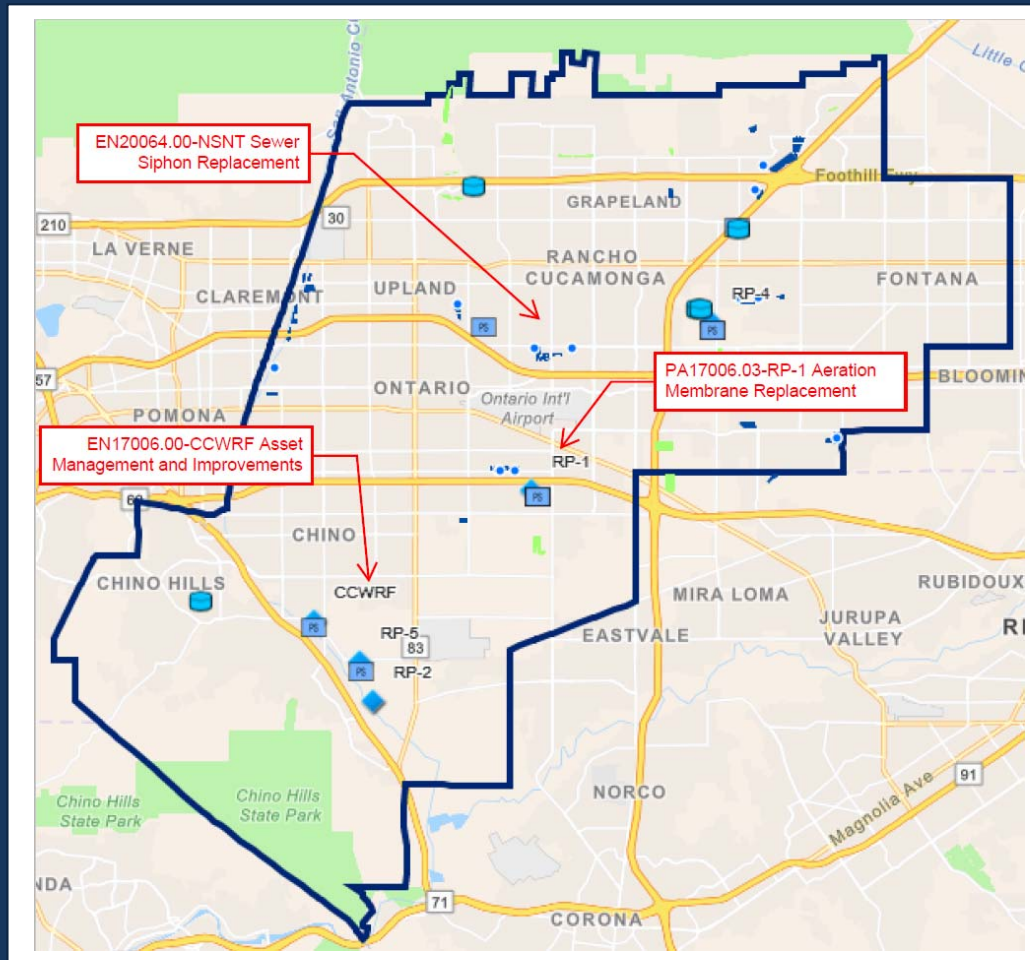 Little C
San Antonio C
EN20064.00-NSNT Sewer
Siphon Replacement
Foothill Fwy
GRAPELAND
30
210
LA VERNE
RANCHO
CUCAMONGA
FONTANA
UPLAND
CLAREMONT
RP-4
PS
PS
57
ONTARIO
PA17006.03-RP-1 Aeration
Membrane Replacement
BLOOMIN
Ontario Int'l
Airport
POMONA
EN17006.00-CCWRF Asset
Management and Improvements
RP-1
PS
60
CHINO
CHINO HILLS
CCWRF
MIRA LOMA
RUBIDOUX
JURUPA
VALLEY
RI
PS
RP-5
83
EASTVALE
PS
RP-2
NORCO
91
Magnolia Ave
Chino Hills
State Park
Chino Hills
State Park
NDA
71
CORONA